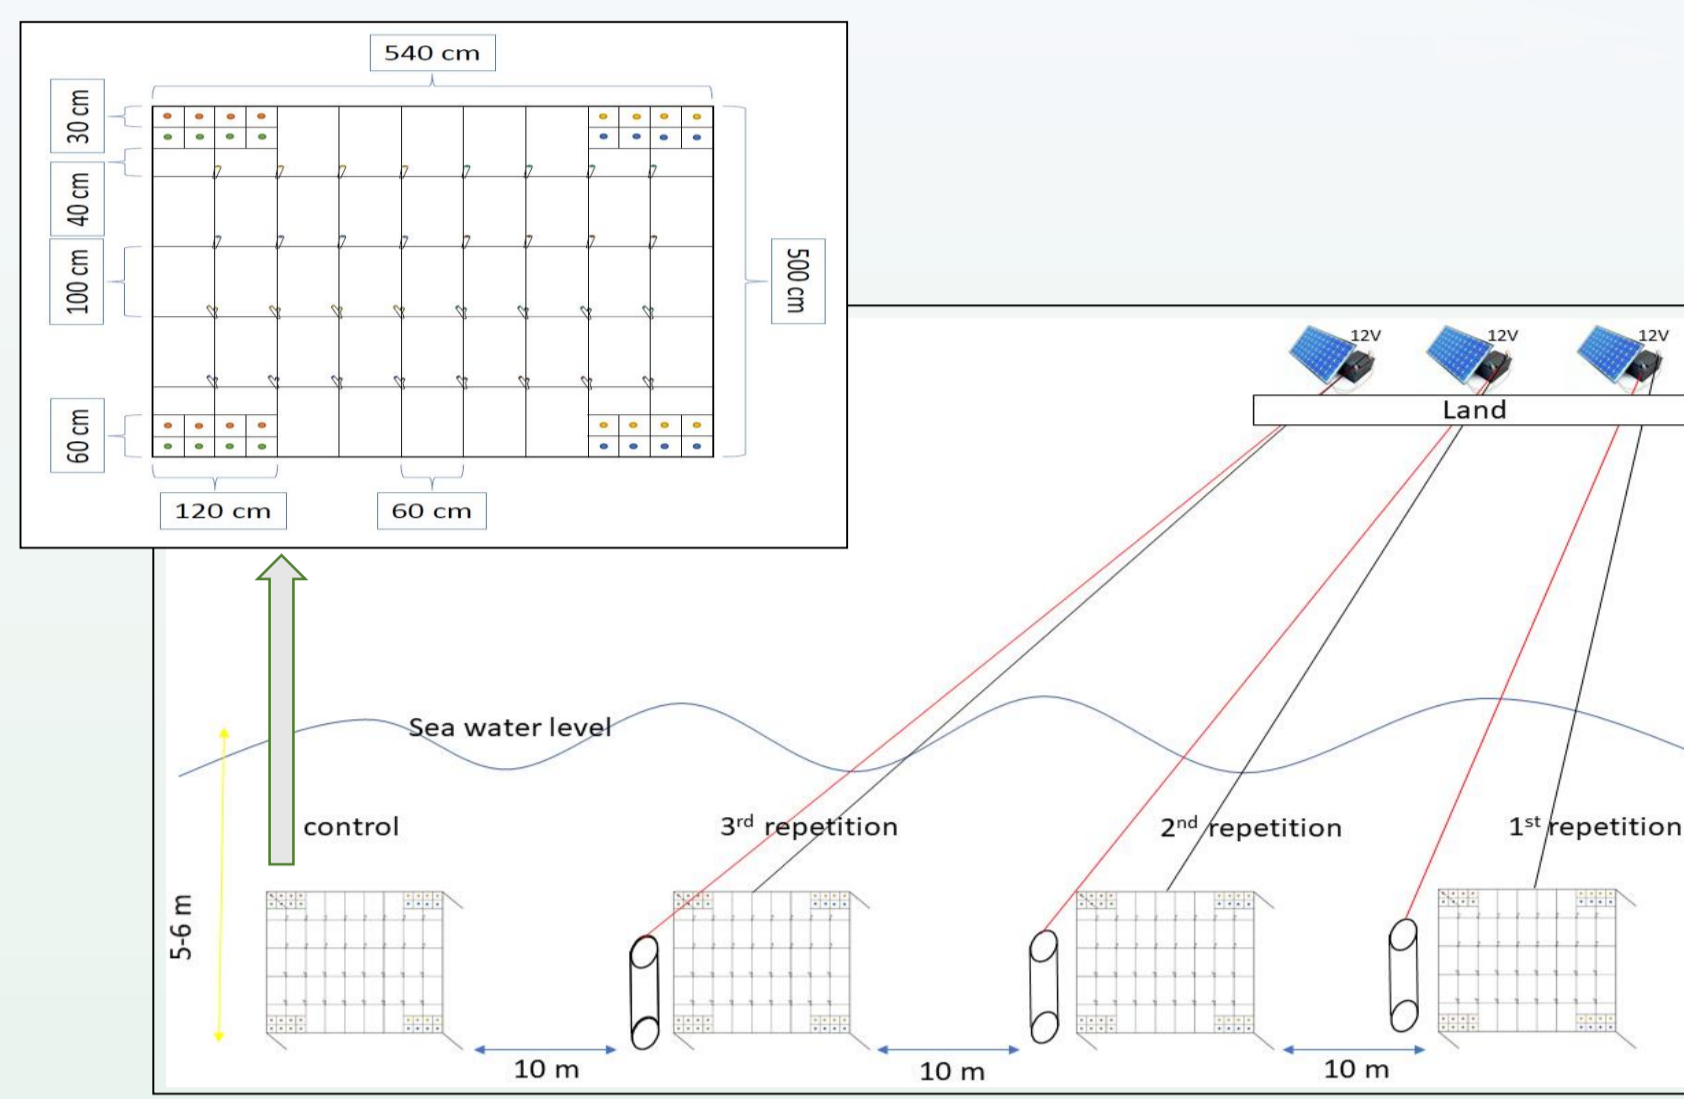 540 cm
30 cm
40 cm
100 cm
500 cm
60 cm
120 cm
60 cm
12V
12V
12V
Land
Sea water level
control
3rd repetition
2nd repetition
1st repetition
5-6 m
10 m
10 m
10 m